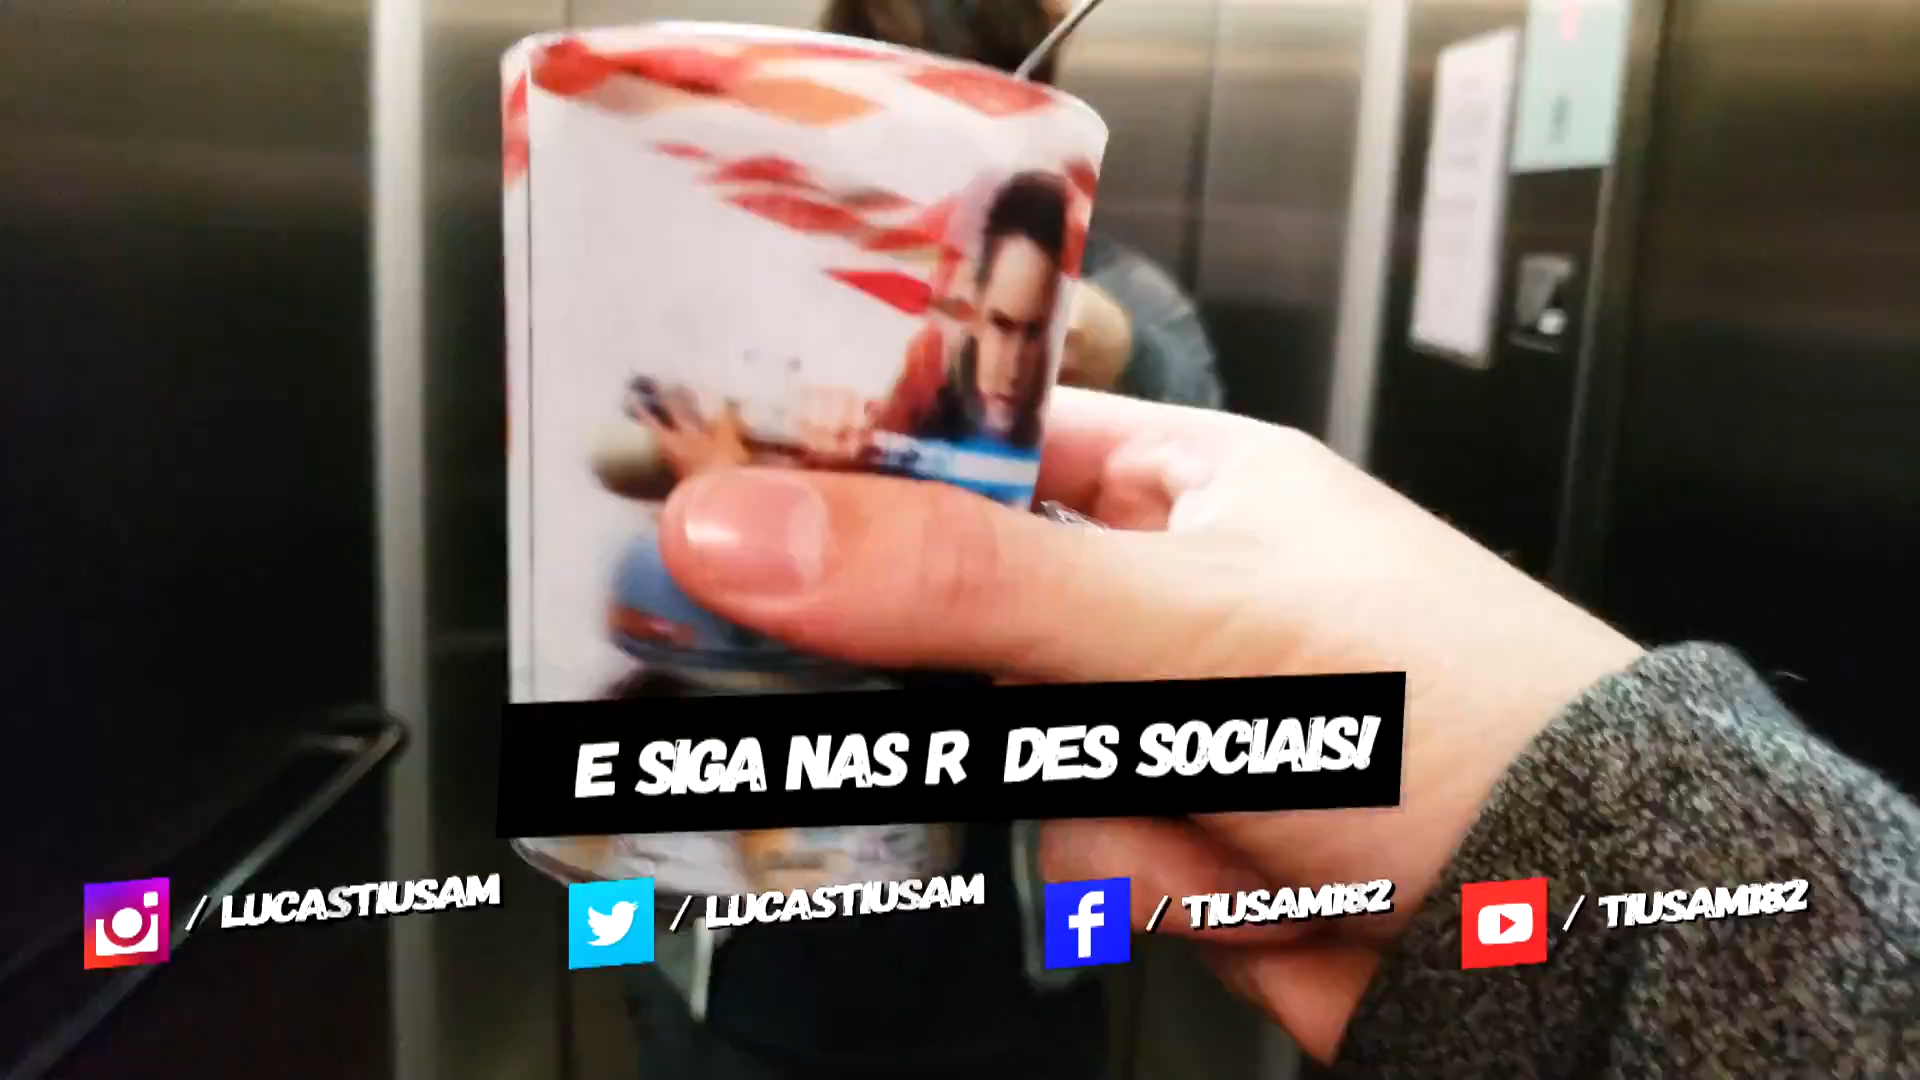 E SIGA NAS R DES SOCIAIS!
/ LUCASTIUSAM
/ LUCASTIUSAM
/ TIUSAM182
/ TIUSAM182